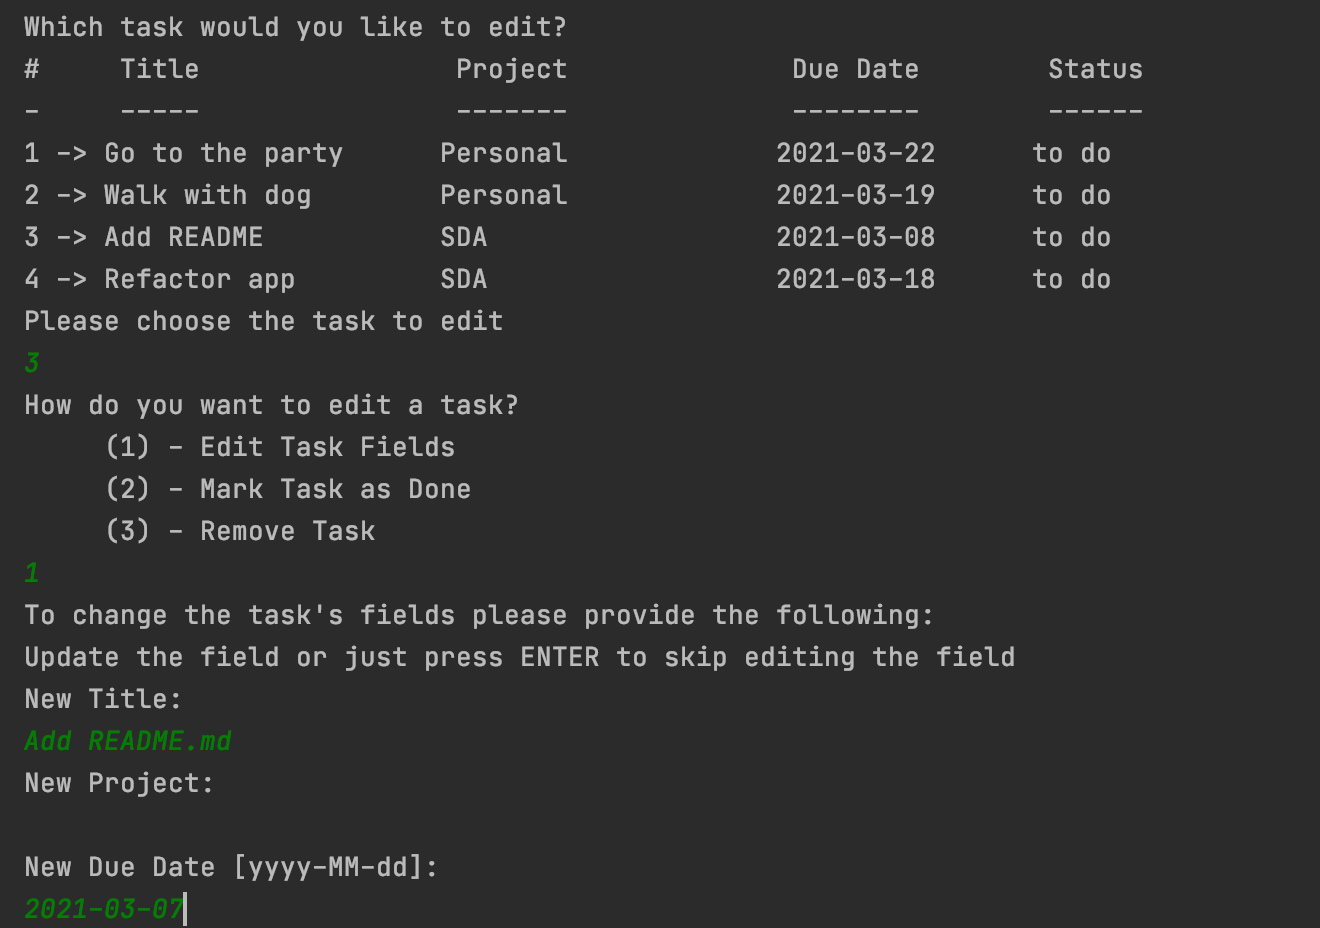 Which task would you like to edit?
#     Title                Project              Due Date        Status
-     -----                -------              --------        ------
1 -> Go to the party      Personal             2021-03-22      to do
2 -> Walk with dog        Personal             2021-03-19      to do
3 -> Add README           SDA                  2021-03-08      to do
4 -> Refactor app         SDA                  2021-03-18      to do
Please choose the task to edit
3
How do you want to edit a task?
     (1) - Edit Task Fields
     (2) - Mark Task as Done
     (3) - Remove Task
1
To change the task's fields please provide the following:
Update the field or just press ENTER to skip editing the field
New Title:
Add README.md
New Project:

New Due Date [yyyy-MM-dd]:
2021-03-07